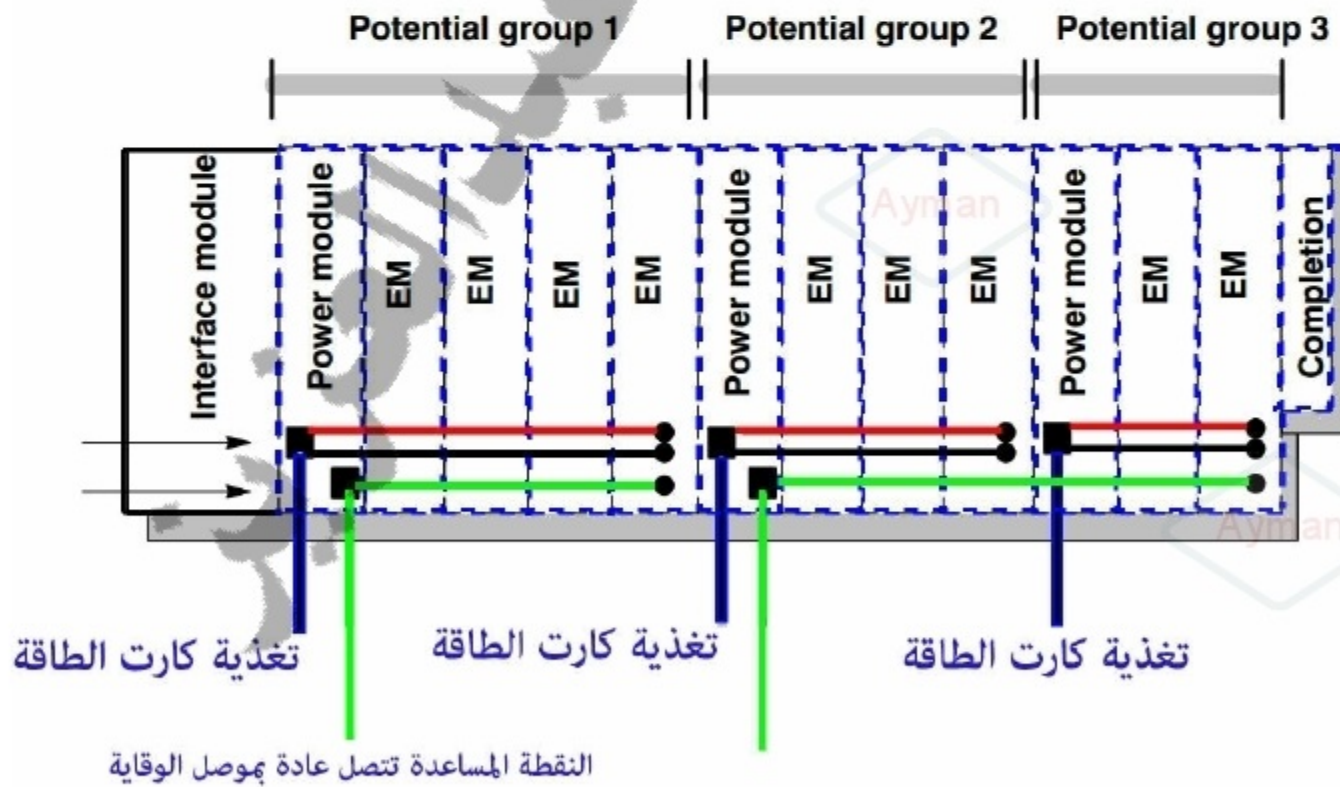 Potential group 1 Potential group 2 Potential group 3
Interface module
Power module
EM
EM
EM
EM
Power module
EM
EM
EM
Power module
EM
EM
Completion
Ayman
Ayman
تغذية كارت الطاقة
تغذية كارت الطاقة
تغذية كارت الطاقة
النقطة المساعدة تتصل عادة بموصل الوقاية